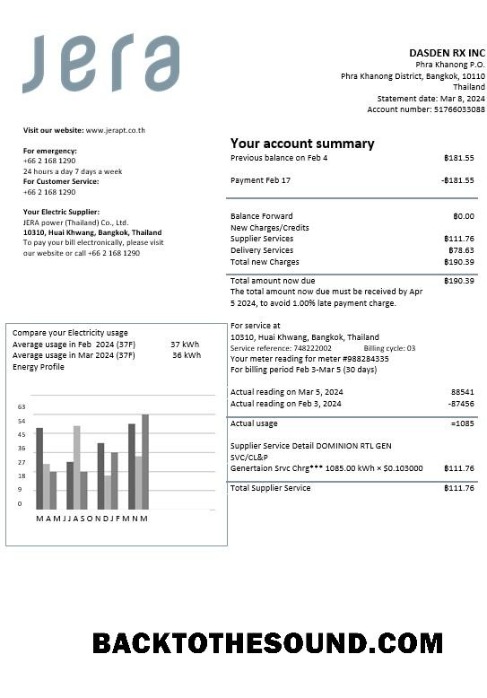 Jera
DASDEN RX INC
Phra Khanong P.O.
Phra Khanong District, Bangkok, 10110
Thailand
Statement date: Mar 8, 2024
Account number: 51766033088
Visit our website: www.jerapt.co.th
For emergency:
+66 2 168 1290
24 hours a day 7 days a week
For Customer Service:
+66 2 168 1290
Your Electric Supplier:
JERA power (Thailand) Co., Ltd.
10310, Huai Khwang, Bangkok, Thailand
To pay your bill electronically, please visit
our website or call +66 2 168 1290
Your account summary
Previous balance on Feb 4 ฿181.55
Payment Feb 17 -฿181.55
Balance Forward ฿0.00
New Charges/Credits
Supplier Services ฿111.76
Delivery Services ฿78.63
Total new Charges ฿190.39
Total amount now due ฿190.39
The total amount now due must be received by Apr
5 2024, to avoid 1.00% late payment charge.
For service at
10310, Huai Khwang, Bangkok, Thailand
Service reference: 748222002 Billing cycle: 03
Your meter reading for meter #988284335
For billing period Feb 3-Mar 5 (30 days)
Actual reading on Mar 5, 2024 88541
Actual reading on Feb 3, 2024 -87456
Actual usage =1085
Supplier Service Detail DOMINION RTL GEN
SVC/CL&P
Genertaion Srvc Chrg*** 1085.00 kWh × $0.103000 ฿111.76
Total Supplier Service ฿111.76
Compare your Electricity usage
Average usage in Feb 2024 (37F) 37 kWh
Average usage in Mar 2024 (37F) 36 kWh
Energy Profile
63
54
45
36
27
18
9
0
M A M J J A S O N D J F M N M
BACKTOTHESOUND.COM